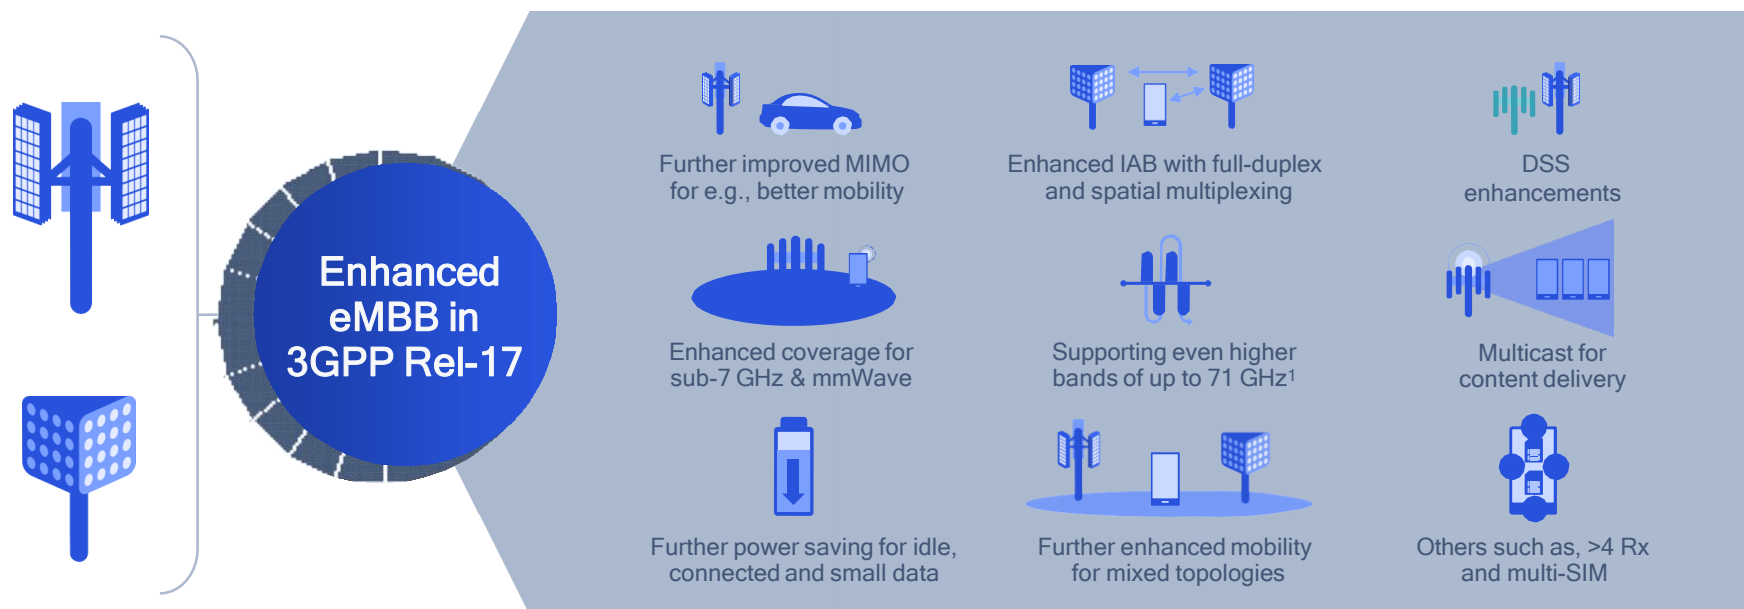 Enhanced
eMBB in
3GPP Rel-17
Further improved MIMO
for e.g., better mobility
Enhanced IAB with full-duplex
and spatial multiplexing
DSS
enhancements
Enhanced coverage for
sub-7 GHz & mmWave
Supporting even higher
bands of up to 71 GHz¹
Multicast for
content delivery
Further power saving for idle,
connected and small data
Further enhanced mobility
for mixed topologies
Others such as, >4 Rx
and multi-SIM